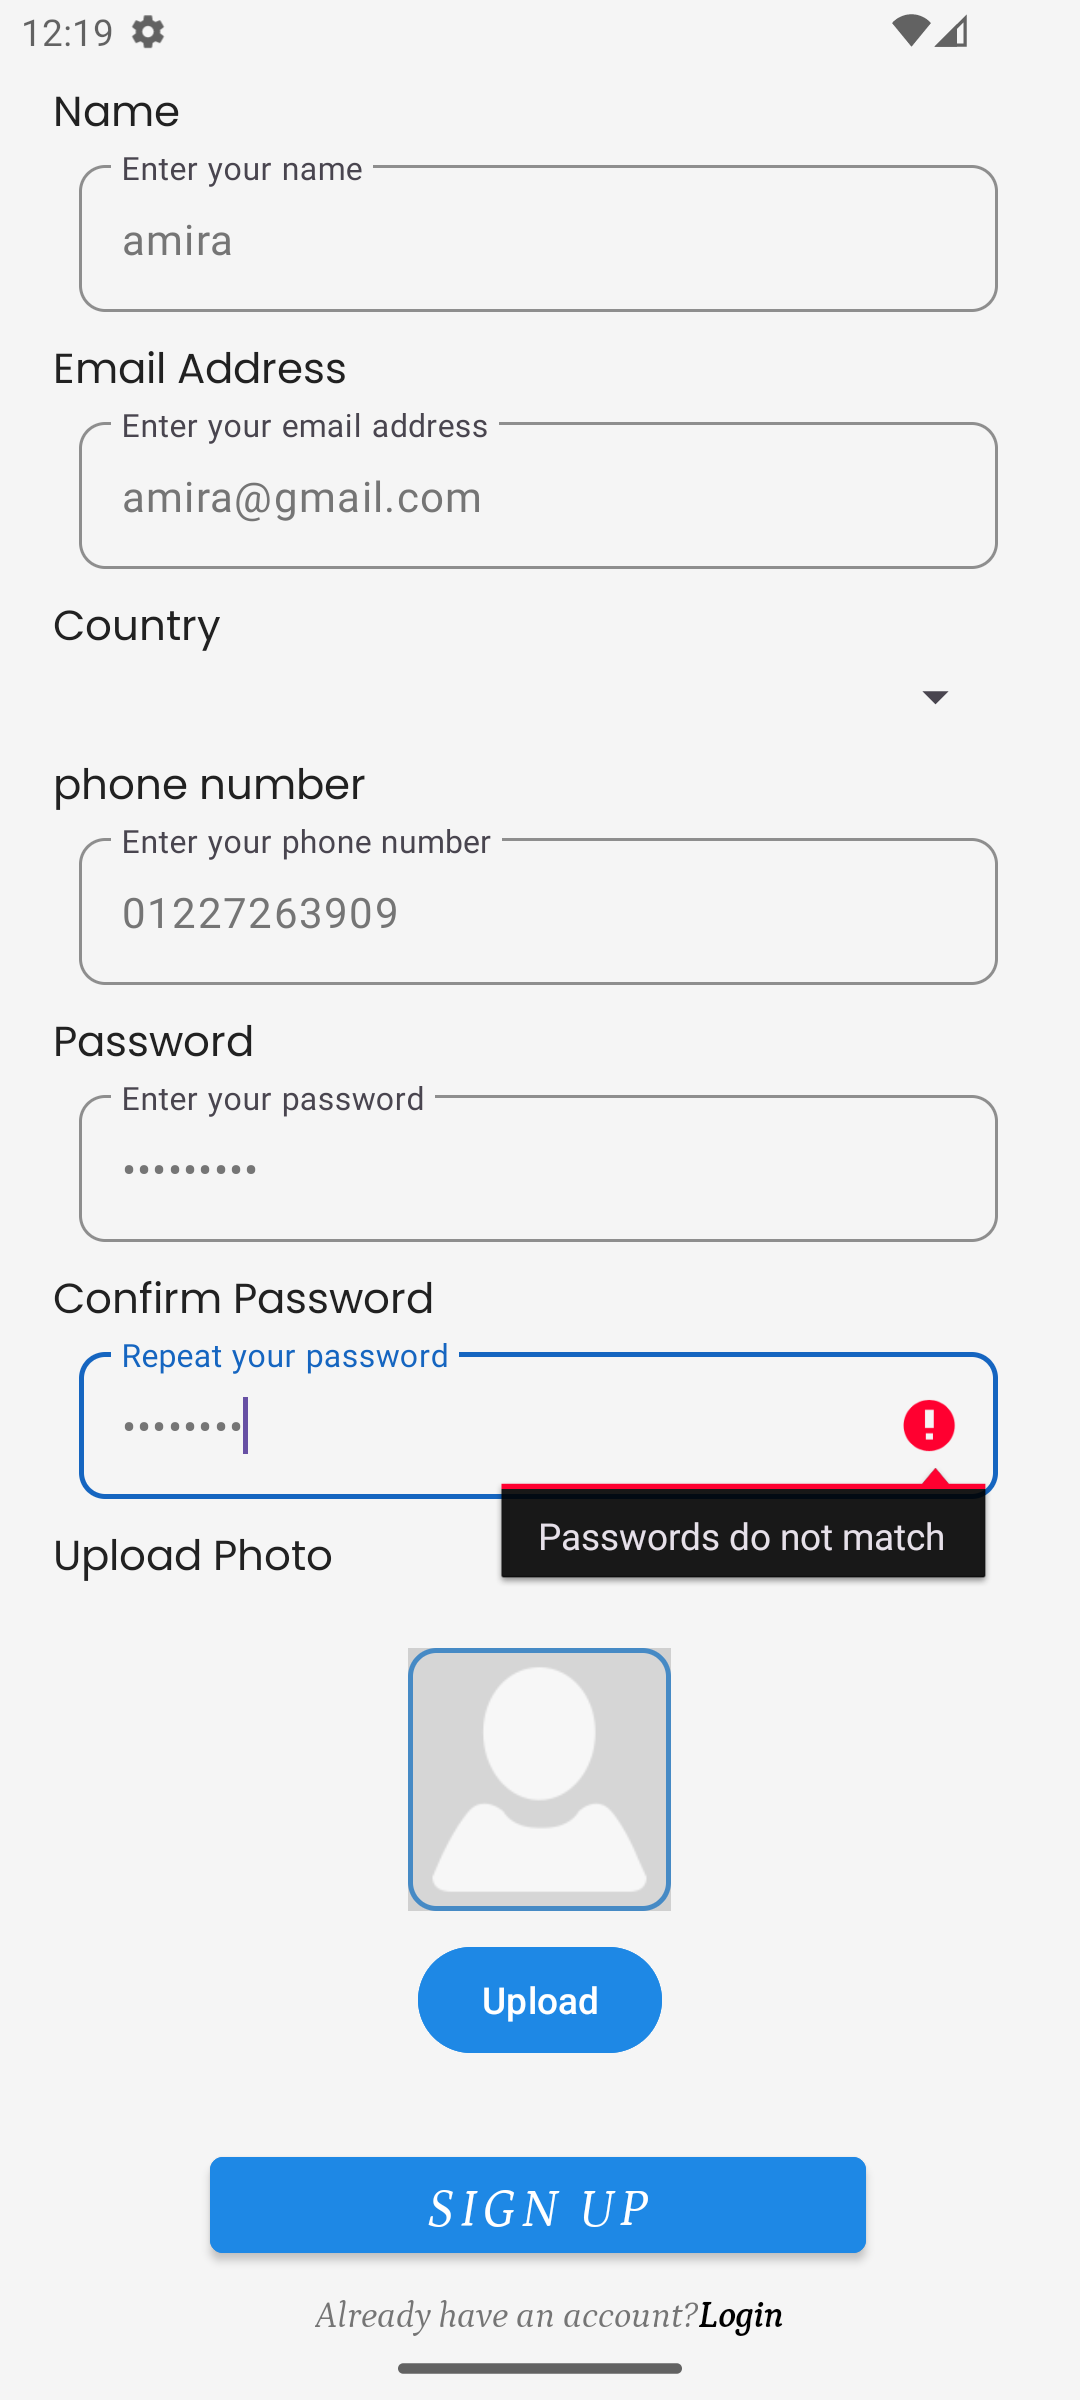 12:19
Name
Enter your name
amira
Email Address
Enter your email address
amira@gmail.com
Country
phone number
Enter your phone number
01227263909
Password
Enter your password
•••••••••
Confirm Password
Repeat your password
••••••••
Passwords do not match
Upload Photo
Upload
SIGN UP
Already have an account?Login